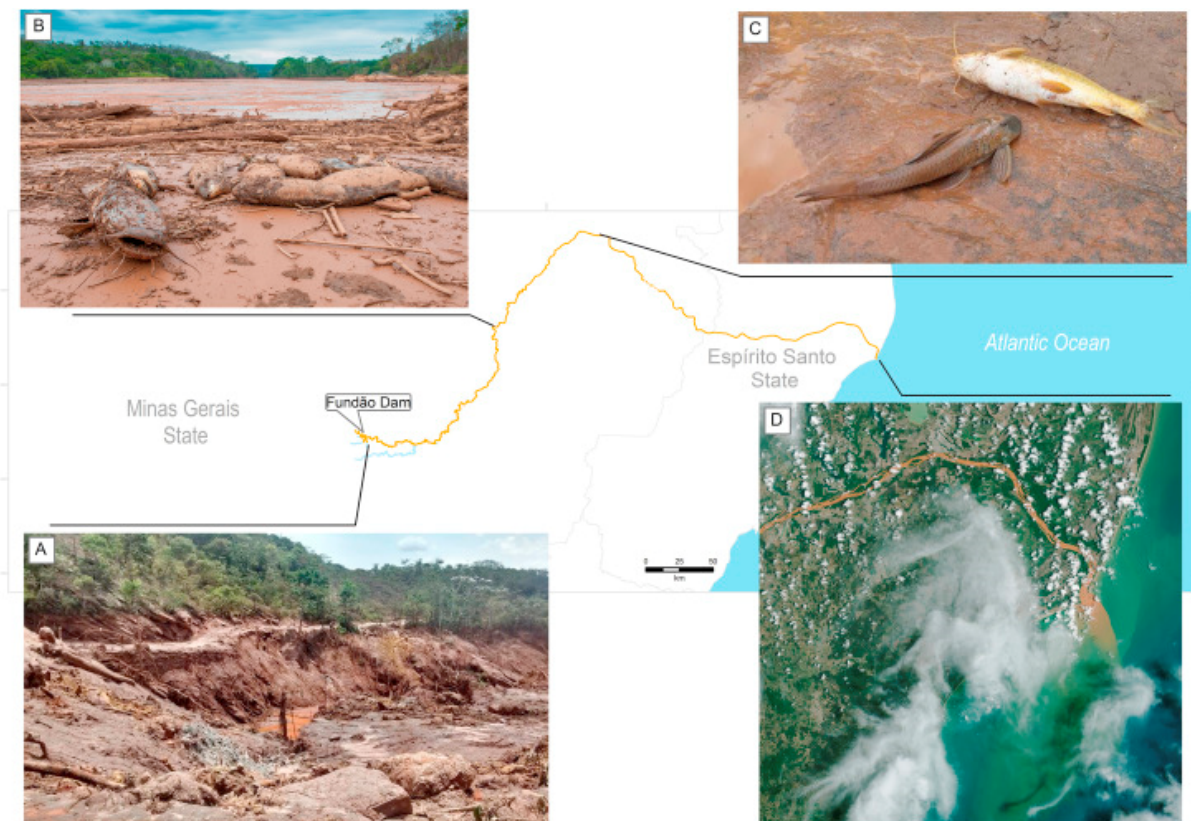 B
C
Atlantic Ocean
Espírito Santo
State
Fundão Dam
Minas Gerais
State
D
A
0 25 50
km